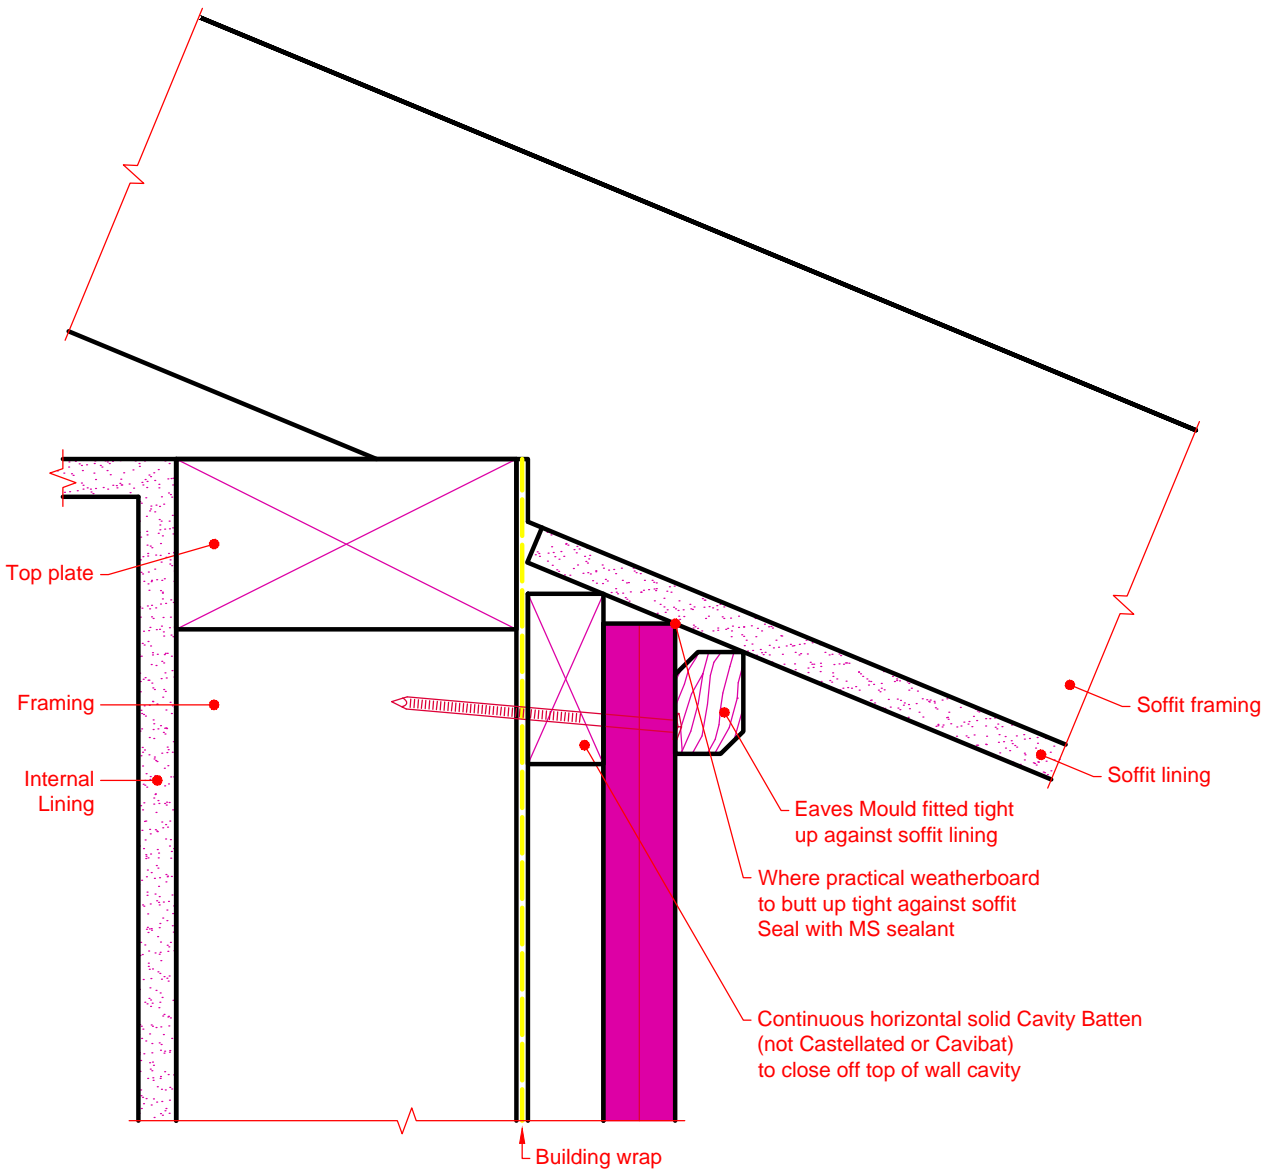 Top plate
Framing
Internal
Lining
Soffit framing
Soffit lining
Eaves Mould fitted tight
up against soffit lining
Where practical weatherboard
to butt up tight against soffit
Seal with MS sealant
Continuous horizontal solid Cavity Batten
(not Castellated or Cavibat)
to close off top of wall cavity
Building wrap